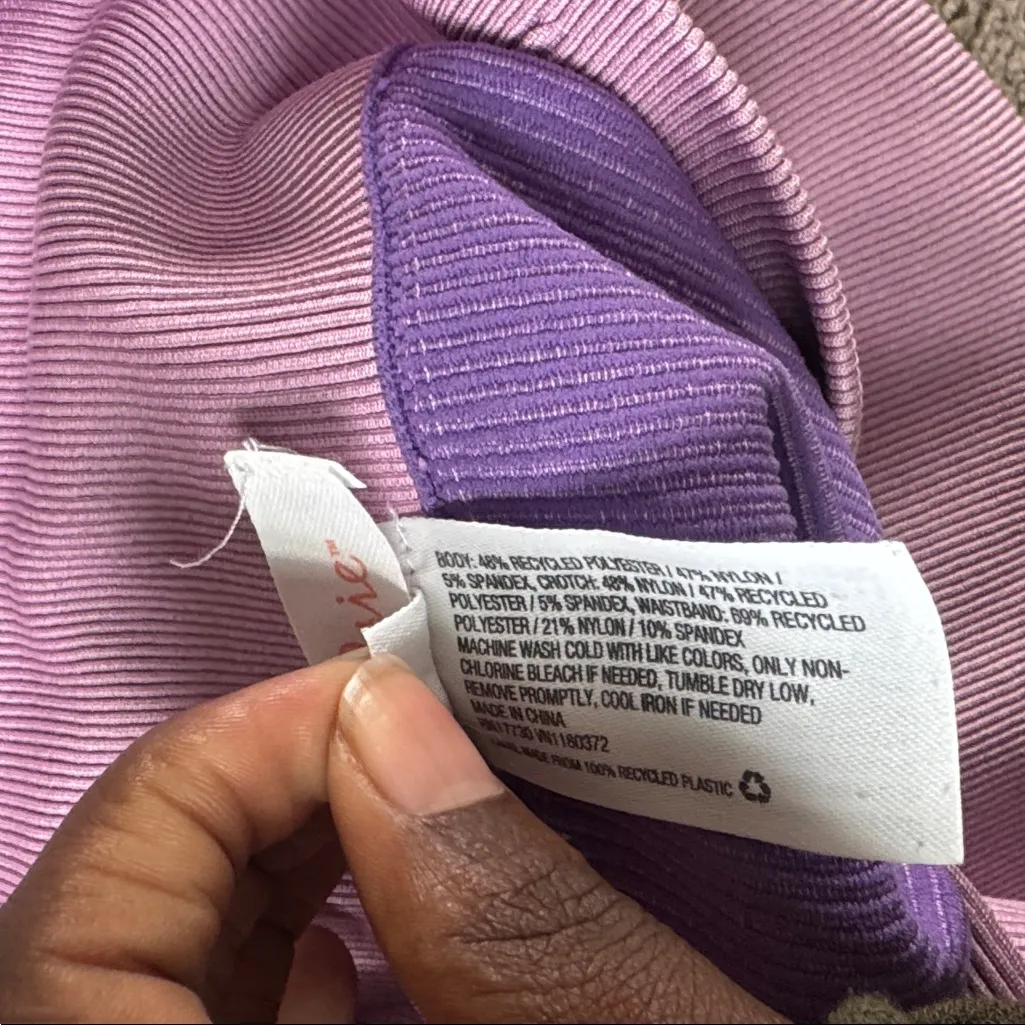 BODY: 48% RECYCLED POLYESTER / 47% NYLON /
5% SPANDEX, CROTCH: 48% NYLON / 47% RECYCLED
POLYESTER / 5% SPANDEX, WAISTBAND: 69% RECYCLED
POLYESTER / 21% NYLON / 10% SPANDEX
MACHINE WASH COLD WITH LIKE COLORS, ONLY NON-
CHLORINE BLEACH IF NEEDED, TUMBLE DRY LOW,
REMOVE PROMPTLY, COOL IRON IF NEEDED
MADE IN CHINA
VN1180372
MADE FROM 100% RECYCLED PLASTIC